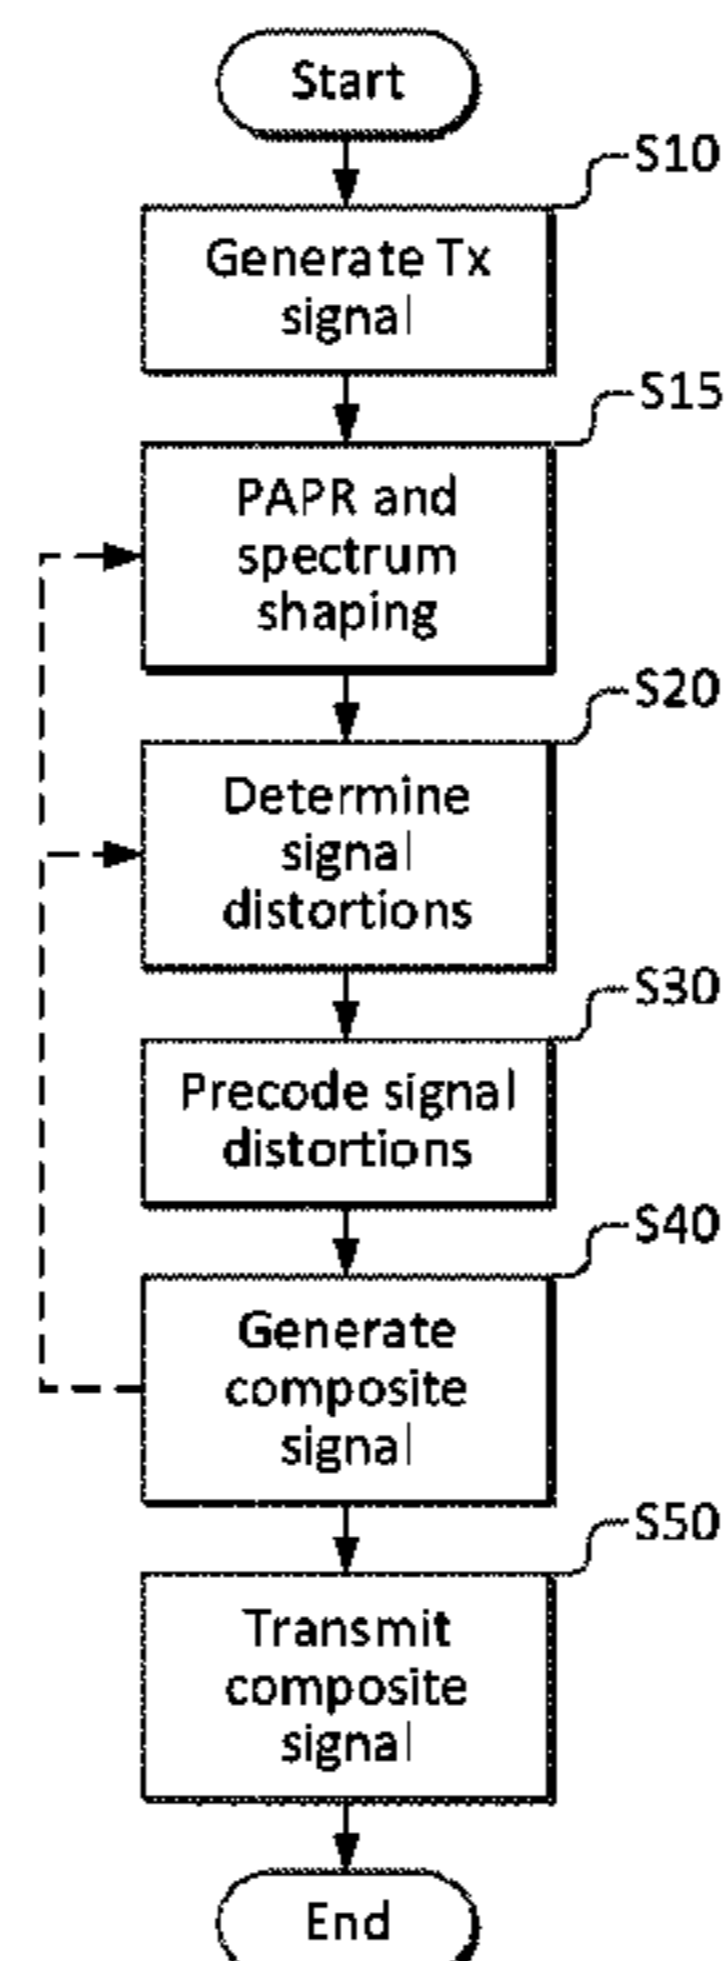 Start
S10
Generate Tx
signal
S15
PAPR and
spectrum
shaping
S20
Determine
signal
distortions
S30
Precode signal
distortions
S40
Generate
composite
signal
S50
Transmit
composite
signal
End